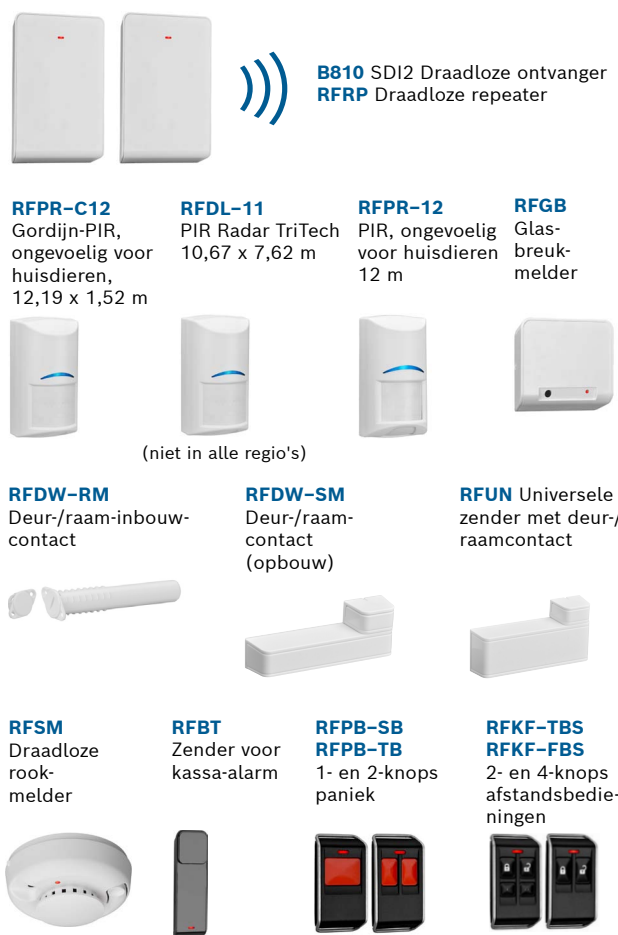 B810 SDI2 Draadloze ontvanger
RFRP Draadloze repeater
RFPR–C12
Gordijn-PIR,
ongevoelig voor
huisdieren,
12,19 x 1,52 m
RFDL–11
PIR Radar TriTech
10,67 x 7,62 m
RFPR–12
PIR, ongevoelig
voor huisdieren
12 m
RFGB
Glas-
breuk-
melder
(niet in alle regio's)
RFDW–RM
Deur-/raam-inbouw-
contact
RFDW–SM
Deur-/raam-
contact
(opbouw)
RFUN Universele
zender met deur-/
raamcontact
RFSM
Draadloze
rook-
melder
RFBT
Zender voor
kassa-alarm
RFPB–SB
RFPB–TB
1- en 2-knops
paniek
RFKF–TBS
RFKF–FBS
2- en 4-knops
afstandsbedie-
ningen